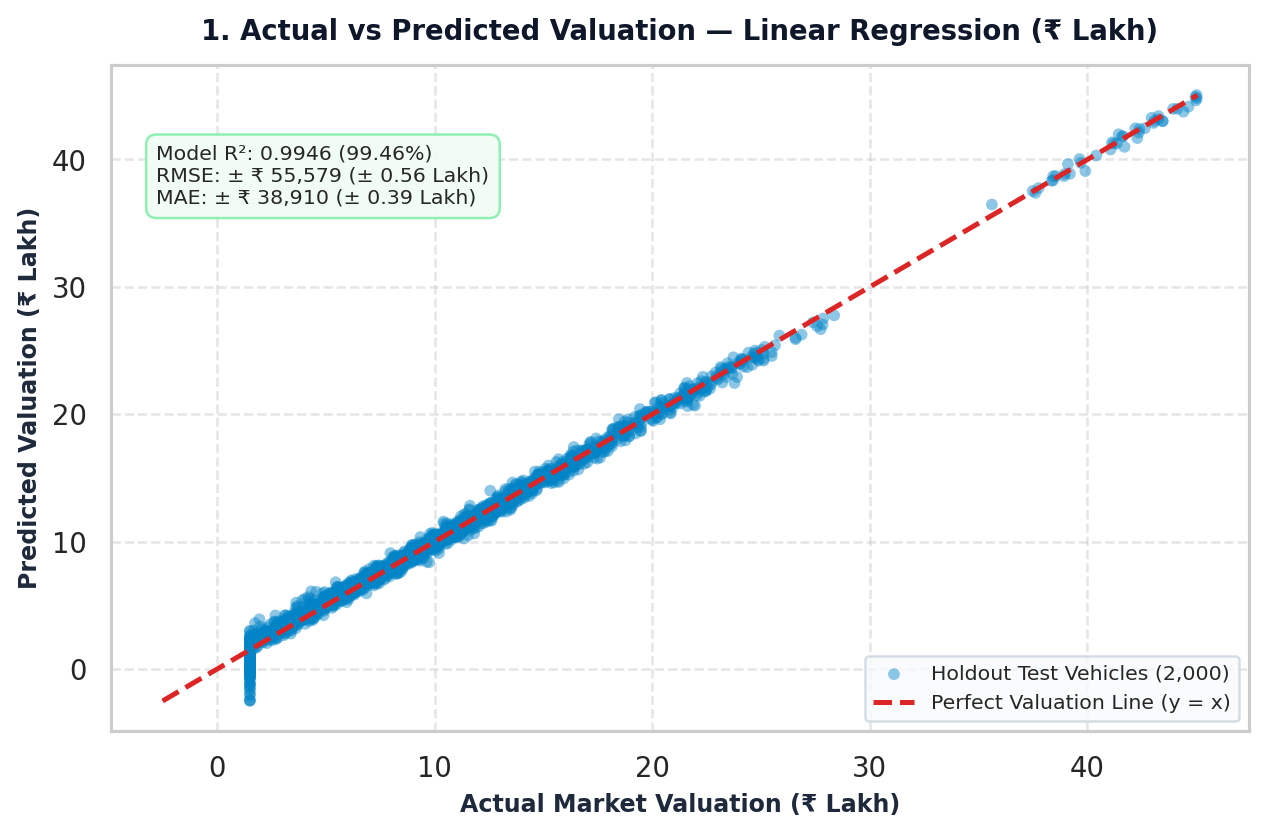 1. Actual vs Predicted Valuation — Linear Regression (₹ Lakh)
Model R²: 0.9946 (99.46%)
RMSE: ± ₹ 55,579 (± 0.56 Lakh)
MAE: ± ₹ 38,910 (± 0.39 Lakh)
Predicted Valuation (₹ Lakh)
40
30
20
10
0
Holdout Test Vehicles (2,000)
Perfect Valuation Line (y = x)
0 10 20 30 40
Actual Market Valuation (₹ Lakh)